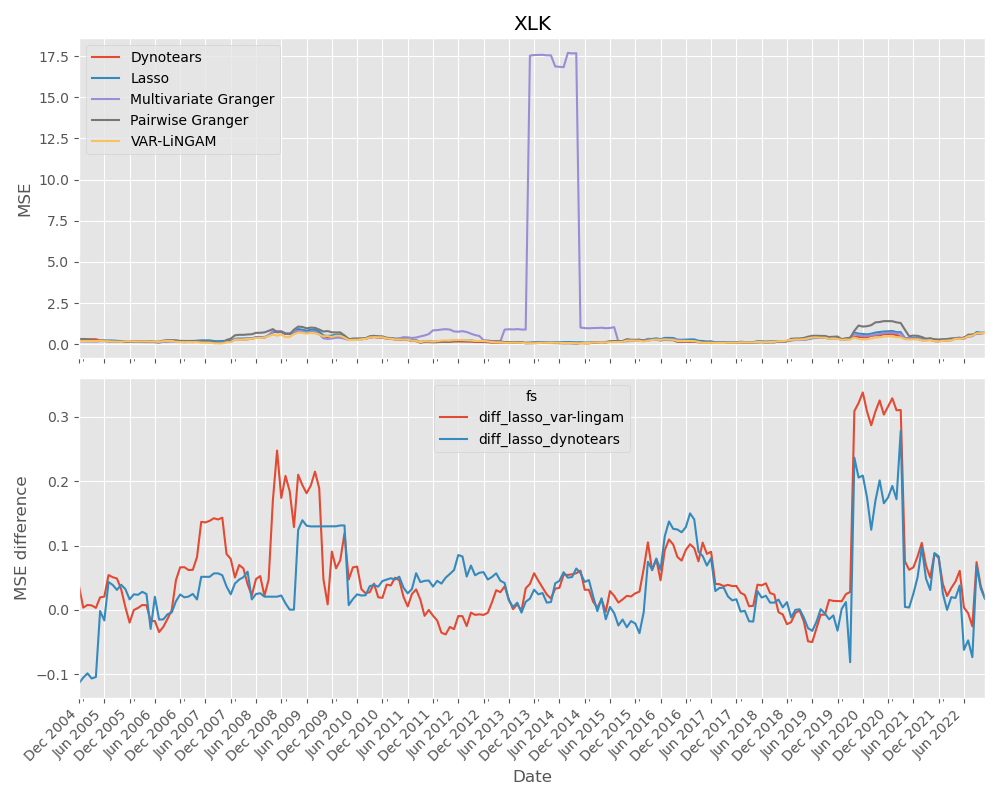 XLK
MSE
17.5
15.0
12.5
10.0
7.5
5.0
2.5
0.0
Dynotears
Lasso
Multivariate Granger
Pairwise Granger
VAR-LiNGAM
MSE difference
0.3
0.2
0.1
0.0
−0.1
fs
diff_lasso_var-lingam
diff_lasso_dynotears
Dec 2004
Jun 2005
Dec 2005
Jun 2006
Dec 2006
Jun 2007
Dec 2007
Jun 2008
Dec 2008
Jun 2009
Dec 2009
Jun 2010
Dec 2010
Jun 2011
Dec 2011
Jun 2012
Dec 2012
Jun 2013
Dec 2013
Jun 2014
Dec 2014
Jun 2015
Dec 2015
Jun 2016
Dec 2016
Jun 2017
Dec 2017
Jun 2018
Dec 2018
Jun 2019
Dec 2019
Jun 2020
Dec 2020
Jun 2021
Dec 2021
Jun 2022
Date